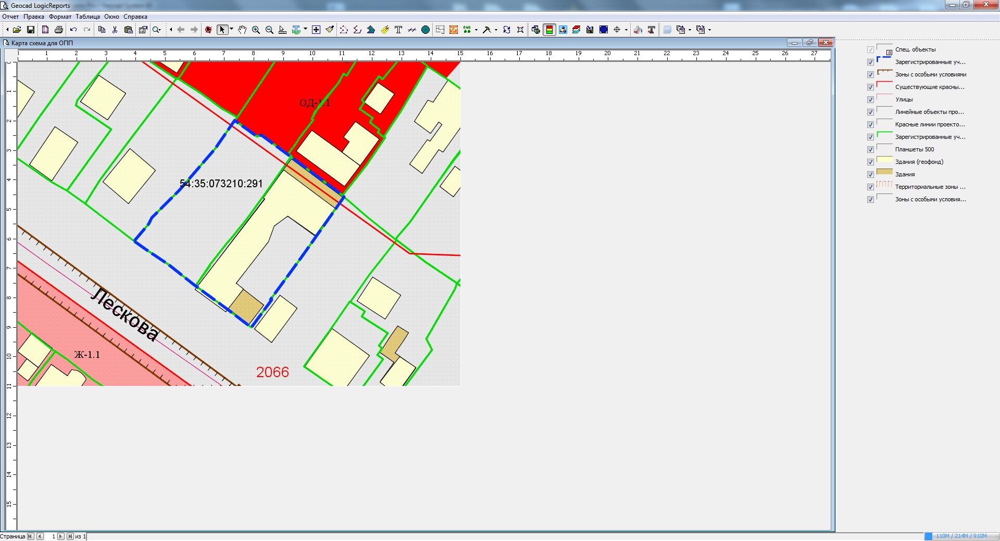 Geocad LogicReports
Отчет Правка Формат Таблица Окно Справка
Карта схема для ОПП
0 1 2 3 4 5 6 7 8 9 10 11 12 13 14 15 16 17 18 19 20 21 22 23 24 25 26 27
0
1
2
3
4
5
6
7
8
9
10
11
12
13
14
15
ОД-1.1
54:35:073210:291
Лескова
Ж-1.1
2066
Спец. объекты
Зарегистрированные уч...
Зоны с особыми условиями
Существующие красны...
Улицы
Линейные объекты про...
Красные линии проекто...
Зарегистрированные уч...
Планшеты 500
Здания (геофонд)
Здания
Территориальные зоны ...
Зоны с особыми условия...
Страница 1 из 1
110M / 214M / 910M